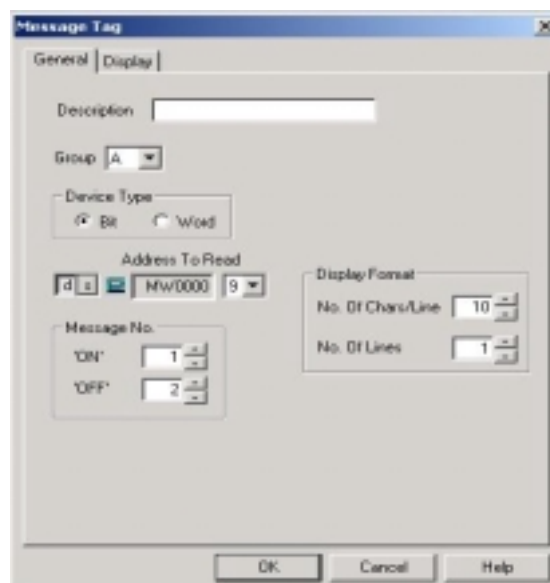 Message Tag
General Display
Description
Group A
Device Type
Bit Word
Address To Read
d s MW0000 9
Display Format
No. Of Chars/Line 10
No. Of Lines 1
Message No.
'ON' 1
'OFF' 2
OK Cancel Help